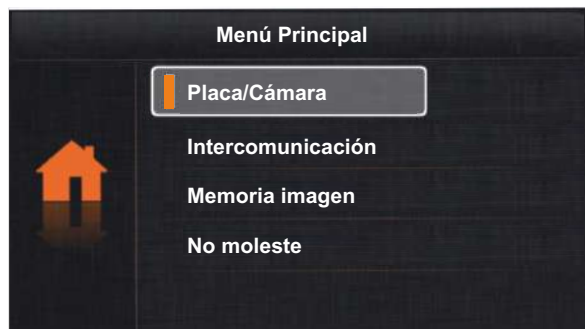 Menú Principal
Placa/Cámara
Intercomunicación
Memoria imagen
No moleste